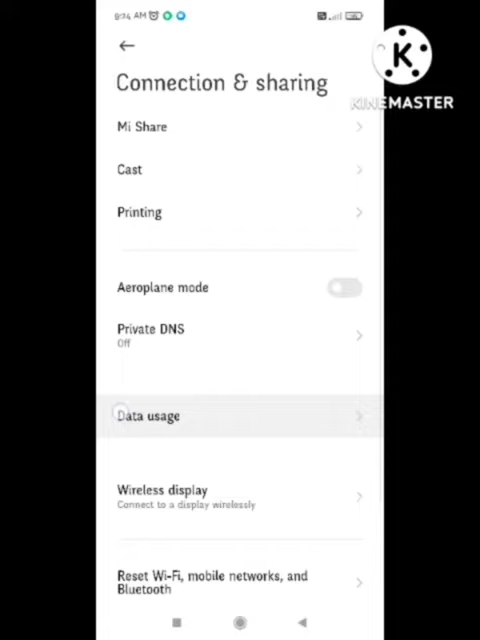 9:24 AM
Connection & sharing
K
KINEMASTER
Mi Share
Cast
Printing
Aeroplane mode
Private DNS
Off
Data usage
Wireless display
Connect to a display wirelessly
Reset Wi-Fi, mobile networks, and
Bluetooth